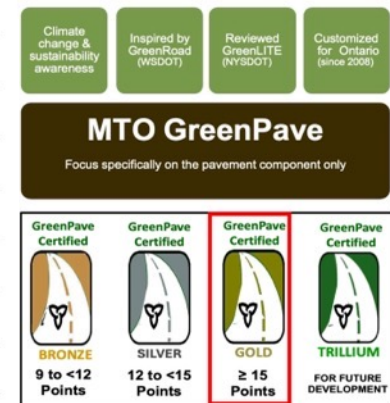 Climate
change &
sustainability
awareness
Inspired by
GreenRoad
(WSDOT)
Reviewed
GreenLITE
(NYSDOT)
Customized
for Ontario
(since 2008)
MTO GreenPave
Focus specifically on the pavement component only
GreenPave
Certified
BRONZE
9 to <12
Points
GreenPave
Certified
SILVER
12 to <15
Points
GreenPave
Certified
GOLD
≥ 15
Points
GreenPave
Certified
TRILLIUM
FOR FUTURE
DEVELOPMENT